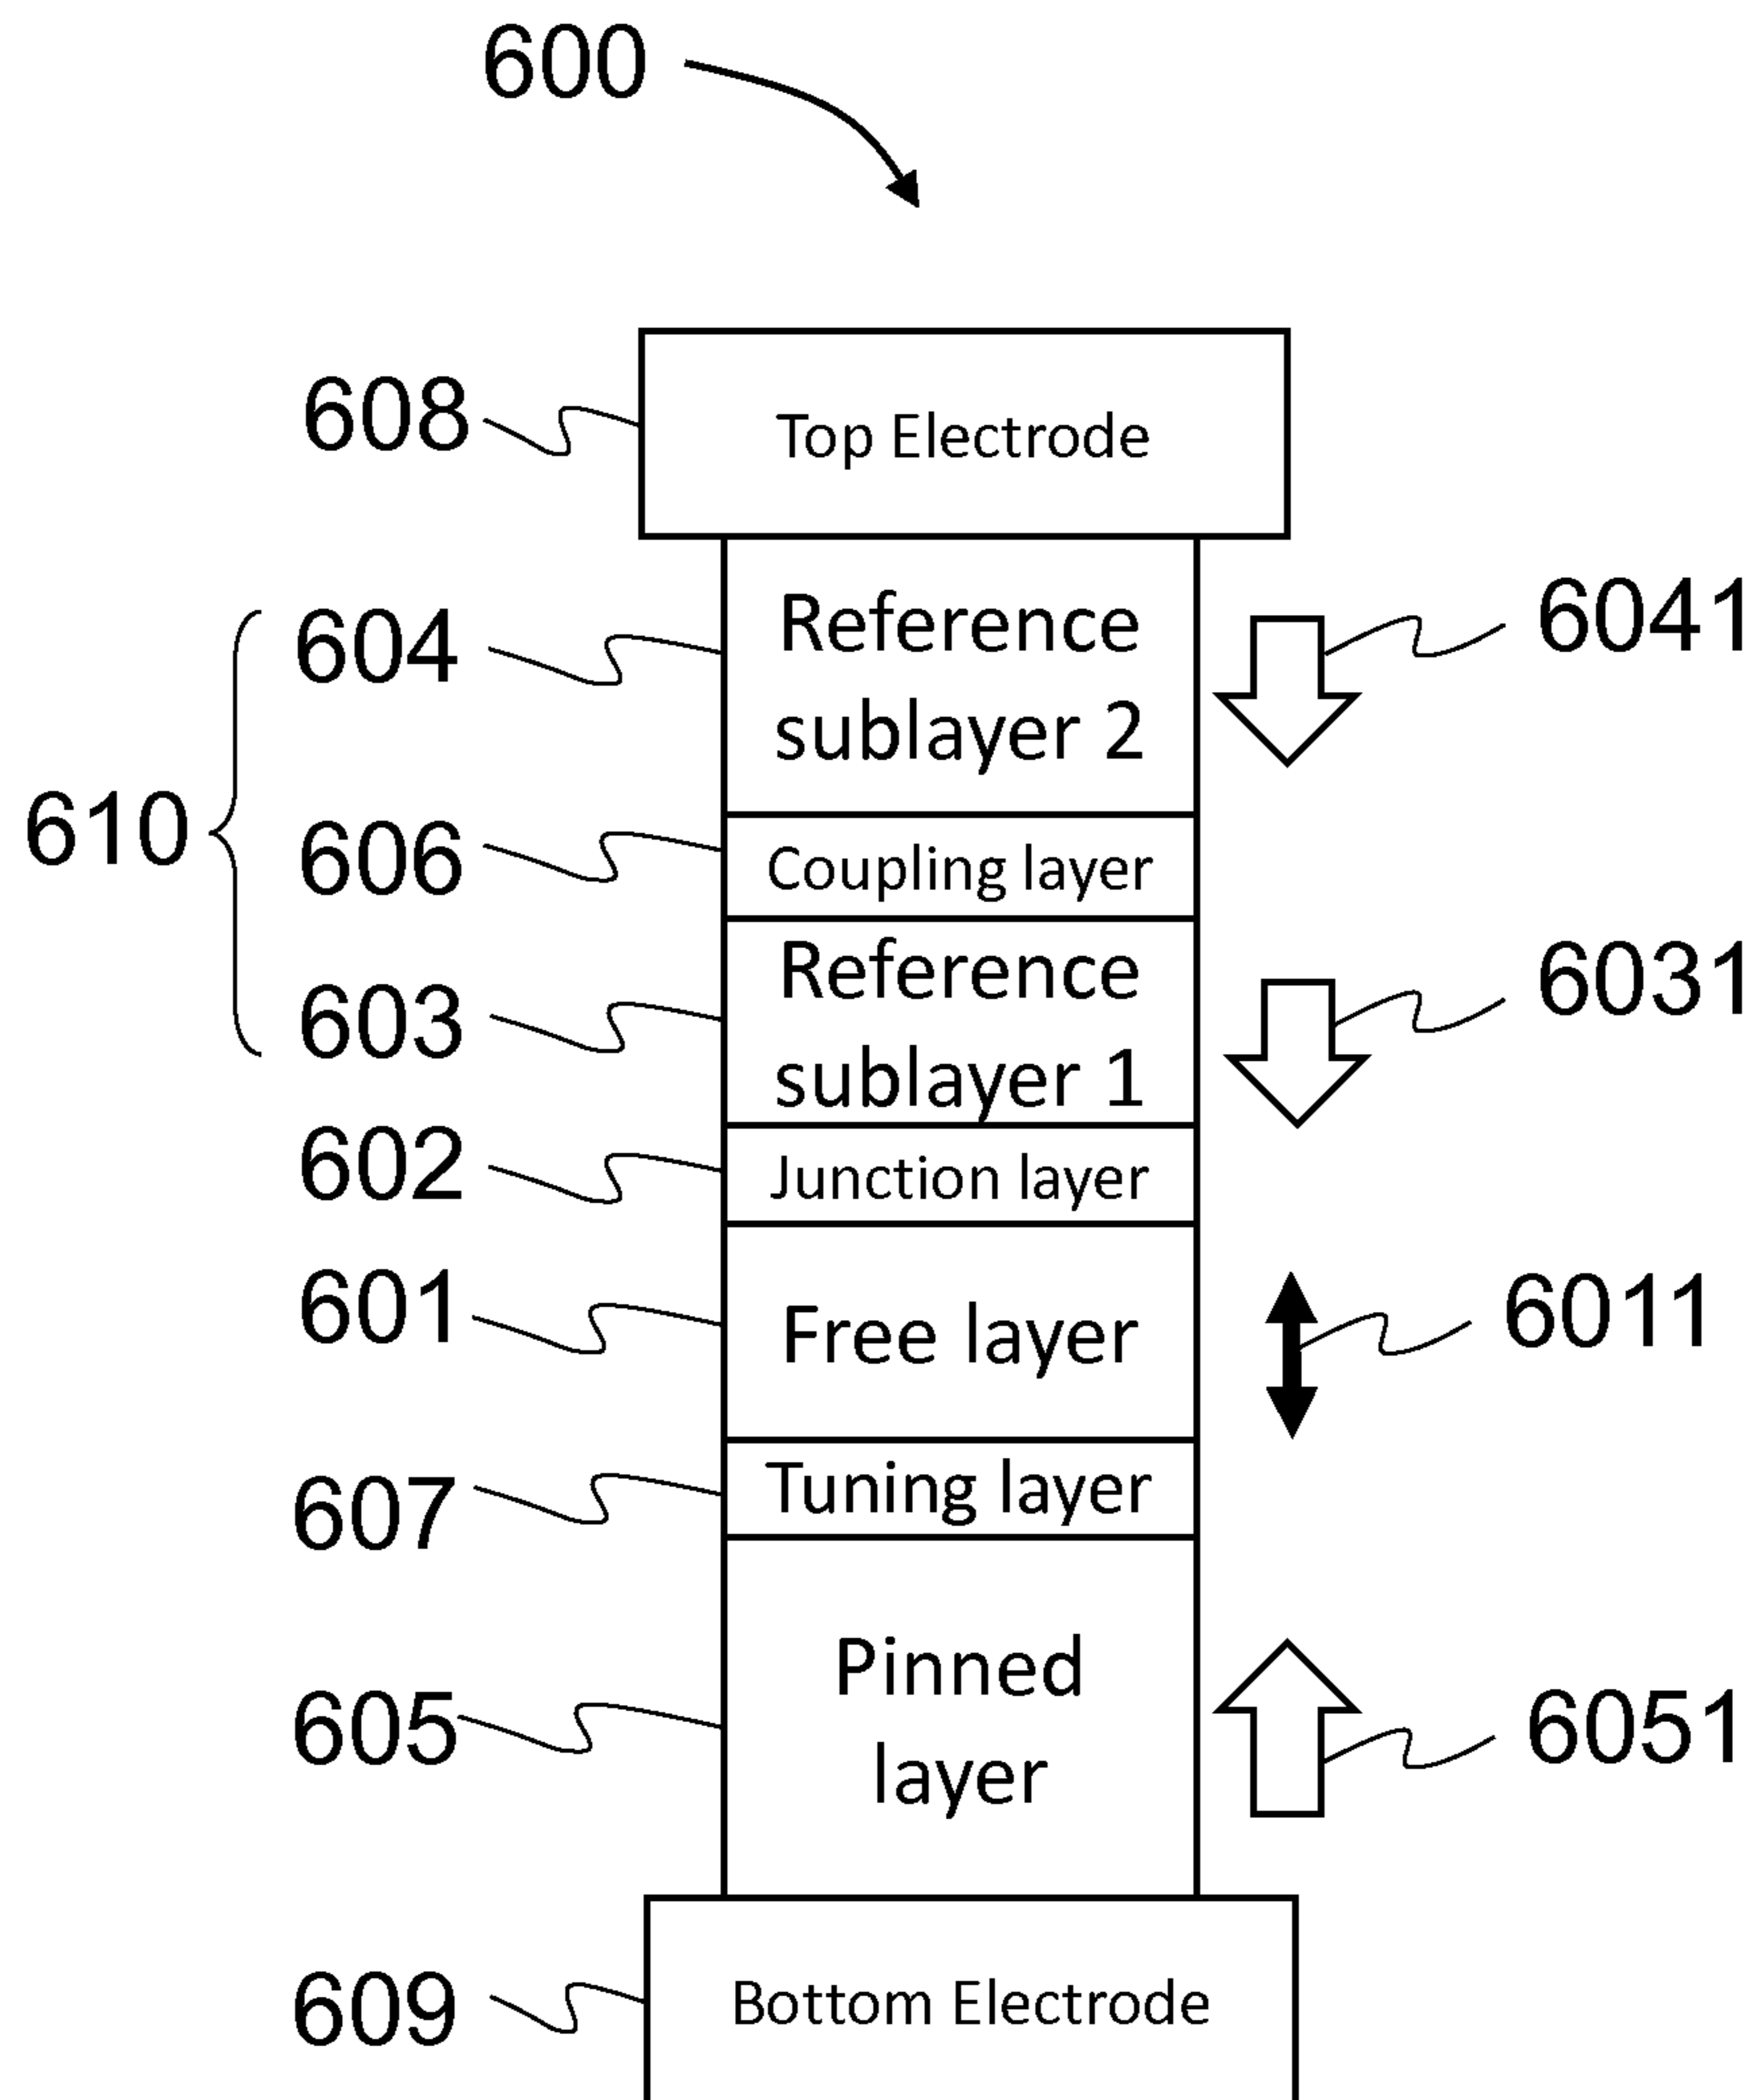 600
608
Top Electrode
604
Reference
sublayer 2
6041
610
606
Coupling layer
603
Reference
sublayer 1
6031
602
Junction layer
601
Free layer
6011
607
Tuning layer
605
Pinned
layer
6051
609
Bottom Electrode